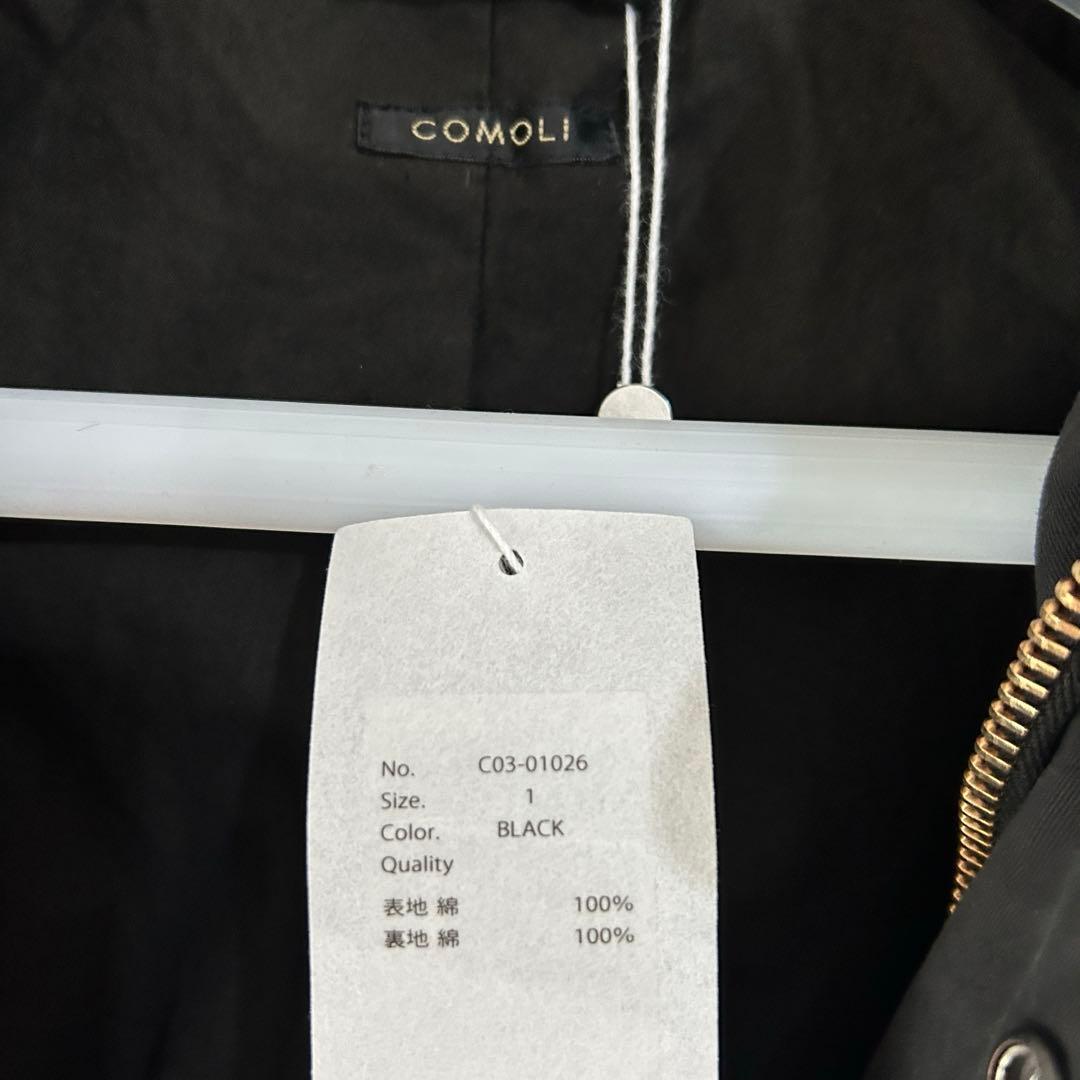 COMOLI
No. C03-01026
Size. 1
Color. BLACK
Quality
表地 綿 100%
裏地 綿 100%